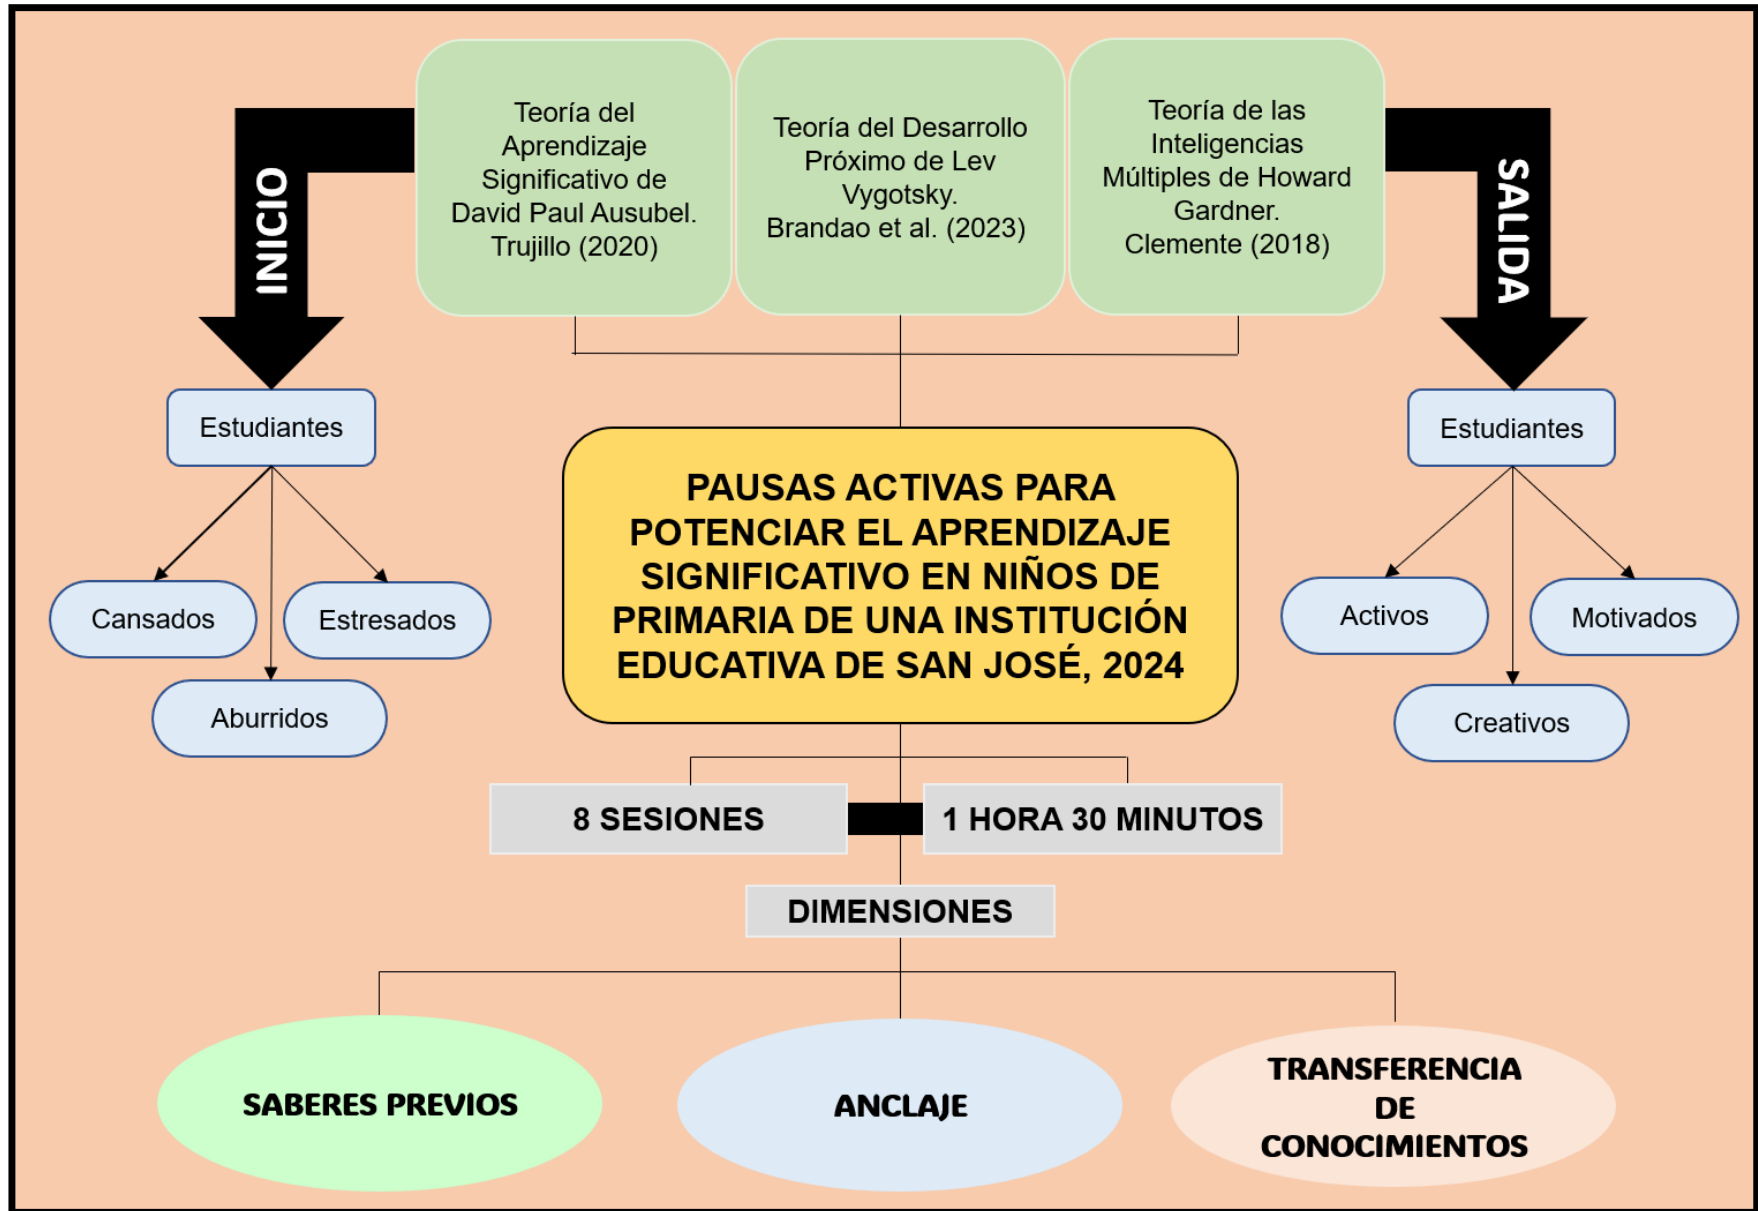 Teoría del
Aprendizaje
Significativo de
David Paul Ausubel.
Trujillo (2020)
Teoría del Desarrollo
Próximo de Lev
Vygotsky.
Brandao et al. (2023)
Teoría de las
Inteligencias
Múltiples de Howard
Gardner.
Clemente (2018)
INICIO
SALIDA
Estudiantes
Cansados
Estresados
Aburridos
PAUSAS ACTIVAS PARA
POTENCIAR EL APRENDIZAJE
SIGNIFICATIVO EN NIÑOS DE
PRIMARIA DE UNA INSTITUCIÓN
EDUCATIVA DE SAN JOSÉ, 2024
Estudiantes
Activos
Motivados
Creativos
8 SESIONES
1 HORA 30 MINUTOS
DIMENSIONES
SABERES PREVIOS
ANCLAJE
TRANSFERENCIA
DE
CONOCIMIENTOS